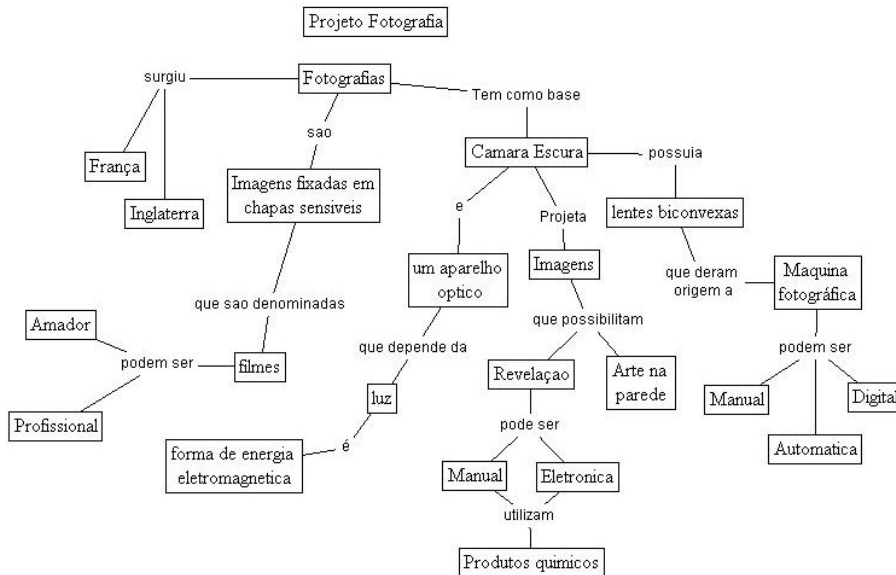 Projeto Fotografia
surgiu
Fotografias
Tem como base
sao
França
Inglaterra
Imagens fixadas em
chapas sensiveis
Camara Escura
possuia
e
Projeta
lentes biconvexas
um aparelho
optico
Imagens
que deram
origem a
Maquina
fotográfica
que sao denominadas
Amador
podem ser
filmes
Profissional
que depende da
luz
é
forma de energia
eletromagnetica
que possibilitam
Revelaçao
Arte na
parede
pode ser
Manual
Eletronica
utilizam
Produtos quimicos
podem ser
Manual
Digital
Automatica